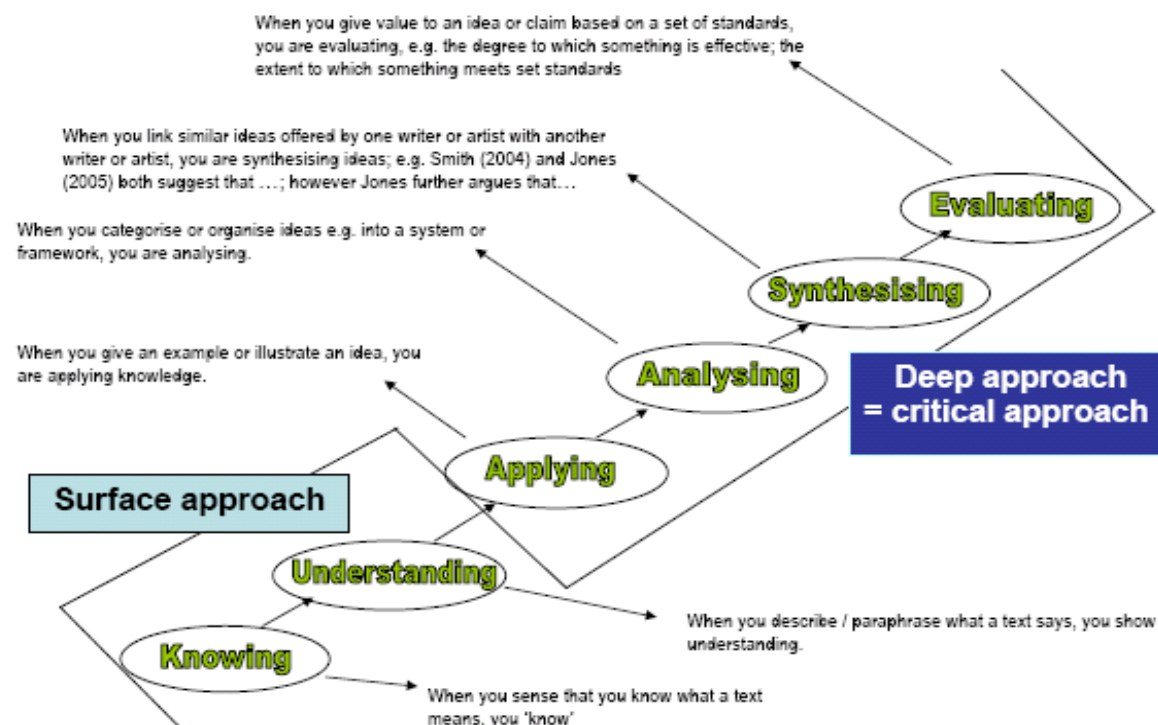 When you give value to an idea or claim based on a set of standards,
you are evaluating, e.g. the degree to which something is effective; the
extent to which something meets set standards
When you link similar ideas offered by one writer or artist with another
writer or artist, you are synthesising ideas; e.g. Smith (2004) and Jones
(2005) both suggest that …; however Jones further argues that…
Evaluating
When you categorise or organise ideas e.g. into a system or
framework, you are analysing.
Synthesising
When you give an example or illustrate an idea, you
are applying knowledge.
Analysing
Deep approach
= critical approach
Applying
Surface approach
Understanding
When you describe / paraphrase what a text says, you show
understanding.
Knowing
When you sense that you know what a text
means, you 'know'